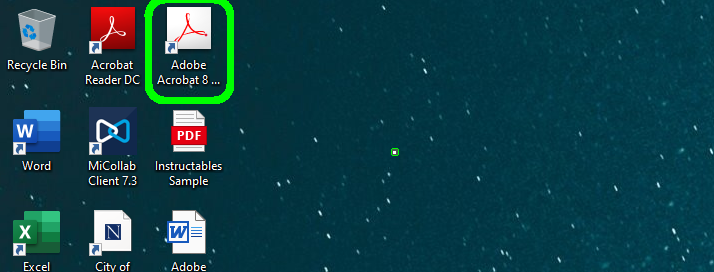 Recycle Bin
Acrobat
Reader DC
Adobe
Acrobat 8 ...
W
PDF
Word
MiCollab
Client 7.3
Instructables
Sample
X
N
W
Excel
City of
Adobe